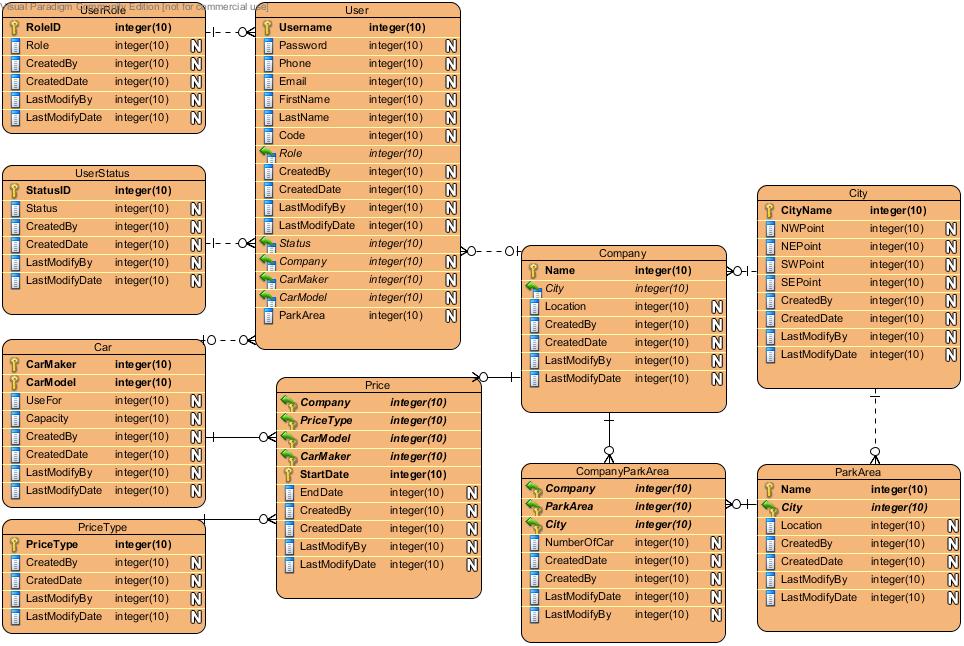 Visual Paradigm Community Edition [not for commercial use]
UserRole
RoleID integer(10)
Role integer(10) N
CreatedBy integer(10) N
CreatedDate integer(10) N
LastModifyBy integer(10) N
LastModifyDate integer(10) N
User
Username integer(10)
Password integer(10) N
Phone integer(10) N
Email integer(10) N
FirstName integer(10) N
LastName integer(10) N
Code integer(10) N
Role integer(10)
CreatedBy integer(10) N
CreatedDate integer(10) N
LastModifyBy integer(10) N
LastModifyDate integer(10) N
Status integer(10)
Company integer(10) N
CarMaker integer(10) N
CarModel integer(10) N
ParkArea integer(10) N
UserStatus
StatusID integer(10)
Status integer(10) N
CreatedBy integer(10) N
CreatedDate integer(10) N
LastModifyBy integer(10) N
LastModifyDate integer(10) N
City
CityName integer(10)
NWPoint integer(10) N
NEPoint integer(10) N
SWPoint integer(10) N
SEPoint integer(10) N
CreatedBy integer(10) N
CreatedDate integer(10) N
LastModifyBy integer(10) N
LastModifyDate integer(10) N
Company
Name integer(10)
City integer(10)
Location integer(10) N
CreatedBy integer(10) N
CreatedDate integer(10) N
LastModifyBy integer(10) N
LastModifyDate integer(10) N
Car
CarMaker integer(10)
CarModel integer(10)
UseFor integer(10) N
Capacity integer(10) N
CreatedBy integer(10) N
CreatedDate integer(10) N
LastModifyBy integer(10) N
LastModifyDate integer(10) N
Price
Company integer(10)
PriceType integer(10)
CarModel integer(10)
CarMaker integer(10)
StartDate integer(10)
EndDate integer(10) N
CreatedBy integer(10) N
CreatedDate integer(10) N
LastModifyBy integer(10) N
LastModifyDate integer(10) N
CompanyParkArea
Company integer(10)
ParkArea integer(10)
City integer(10)
NumberOfCar integer(10) N
CreatedDate integer(10) N
CreatedBy integer(10) N
LastModifyDate integer(10) N
LastModifyBy integer(10) N
ParkArea
Name integer(10)
City integer(10)
Location integer(10) N
CreatedBy integer(10) N
CreatedDate integer(10) N
LastModifyBy integer(10) N
LastModifyDate integer(10) N
PriceType
PriceType integer(10)
CreatedBy integer(10) N
CratedDate integer(10) N
LastModifyBy integer(10) N
LastModifyDate integer(10) N